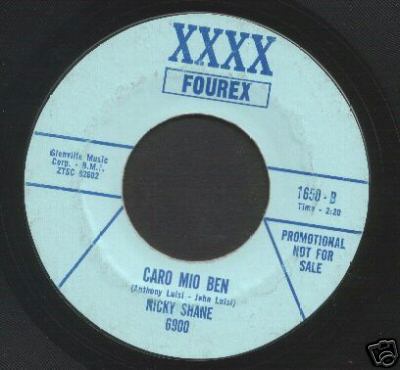 XXXX
FOUREX
Glenville Music
Corp. - B.M.I.
ZTSC 82602
1650-B
Time - 2:20
PROMOTIONAL
NOT FOR
SALE
CARO MIO BEN
(Anthony Luisi - John Luisi)
NICKY SHANE
6900